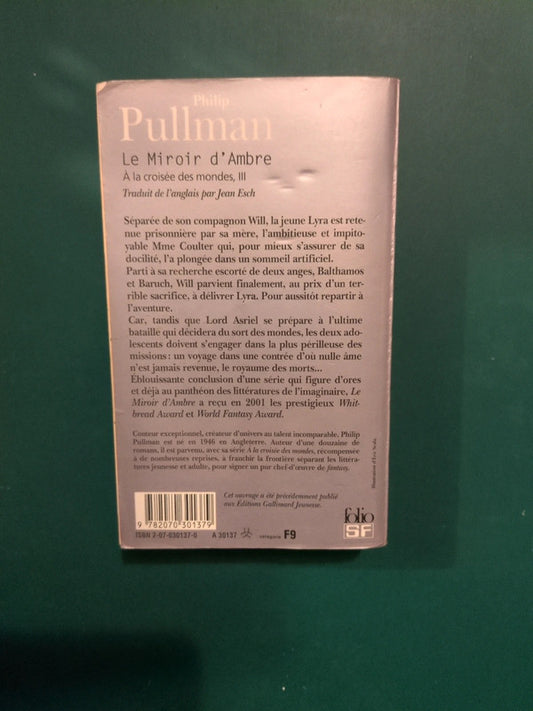 Philip
Pullman
Le Miroir d'Ambre
À la croisée des mondes, III
Traduit de l'anglais par Jean Esch
Séparée de son compagnon Will, la jeune Lyra est rete-
nue prisonnière par sa mère, l'ambitieuse et impito-
yable Mme Coulter qui, pour mieux s'assurer de sa
docilité, l'a plongée dans un sommeil artificiel.
Parti à sa recherche escorté de deux anges, Balthamos
et Baruch, Will parvient finalement, au prix d'un ter-
rible sacrifice, à délivrer Lyra. Pour aussitôt repartir à
l'aventure.
Car, tandis que Lord Asriel se prépare à l'ultime
bataille qui décidera du sort des mondes, les deux ado-
lescents doivent s'engager dans la plus périlleuse des
missions : un voyage dans une contrée d'où nulle âme
n'est jamais revenue, le royaume des morts...
Eblouissante conclusion d'une série qui figure d'ores
et déjà au panthéon des littératures de l'imaginaire, Le
Miroir d'Ambre a reçu en 2001 les prestigieux Whit-
bread Award et World Fantasy Award.
Conteur exceptionnel, créateur d'univers au talent incomparable, Philip
Pullman est né en 1946 en Angleterre. Auteur d'une douzaine de
romans, il est parvenu, avec sa série À la croisée des mondes, récompensée
à de nombreuses reprises, à franchir la frontière séparant les littéra-
tures jeunesse et adulte, pour signer un pur chef-d'œuvre de fantasy.
Cet ouvrage a été précédemment publié
aux Éditions Gallimard Jeunesse.
9 782070 301379
ISBN 2-07-030137-0
A 30137
catégorie F9
folio
SF